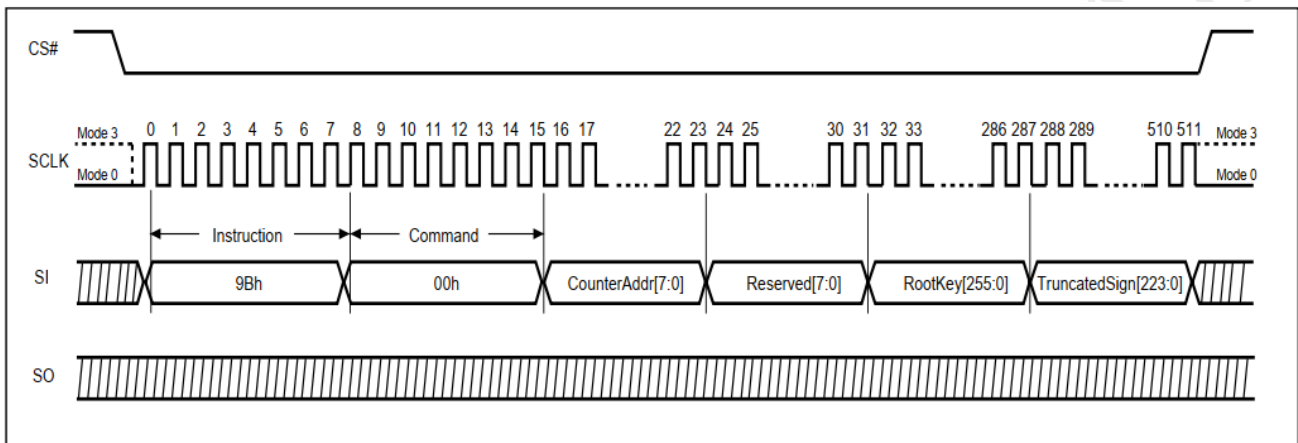 CS#
0 1 2 3 4 5 6 7 8 9 10 11 12 13 14 15 16 17 22 23 24 25 30 31 32 33 286 287 288 289 510 511
Mode 3 Mode 3
SCLK
Mode 0 Mode 0
Instruction Command
SI 9Bh 00h CounterAddr[7:0] Reserved[7:0] RootKey[255:0] TruncatedSign[223:0]
SO